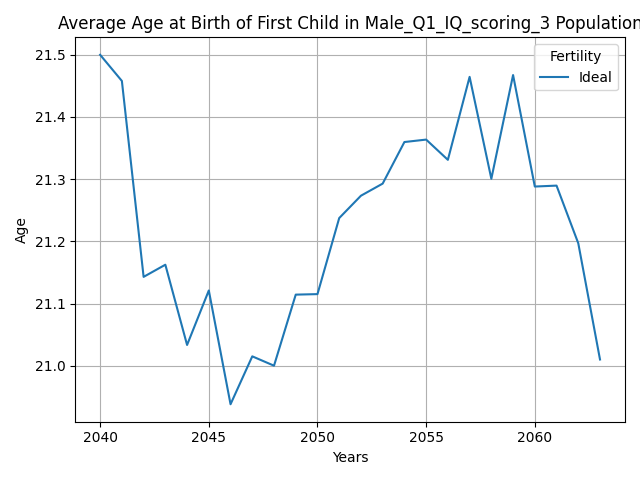 Average Age at Birth of First Child in Male_Q1_IQ_scoring_3 Population
Fertility
Ideal
21.5
21.4
21.3
21.2
21.1
21.0
Age
2040 2045 2050 2055 2060
Years